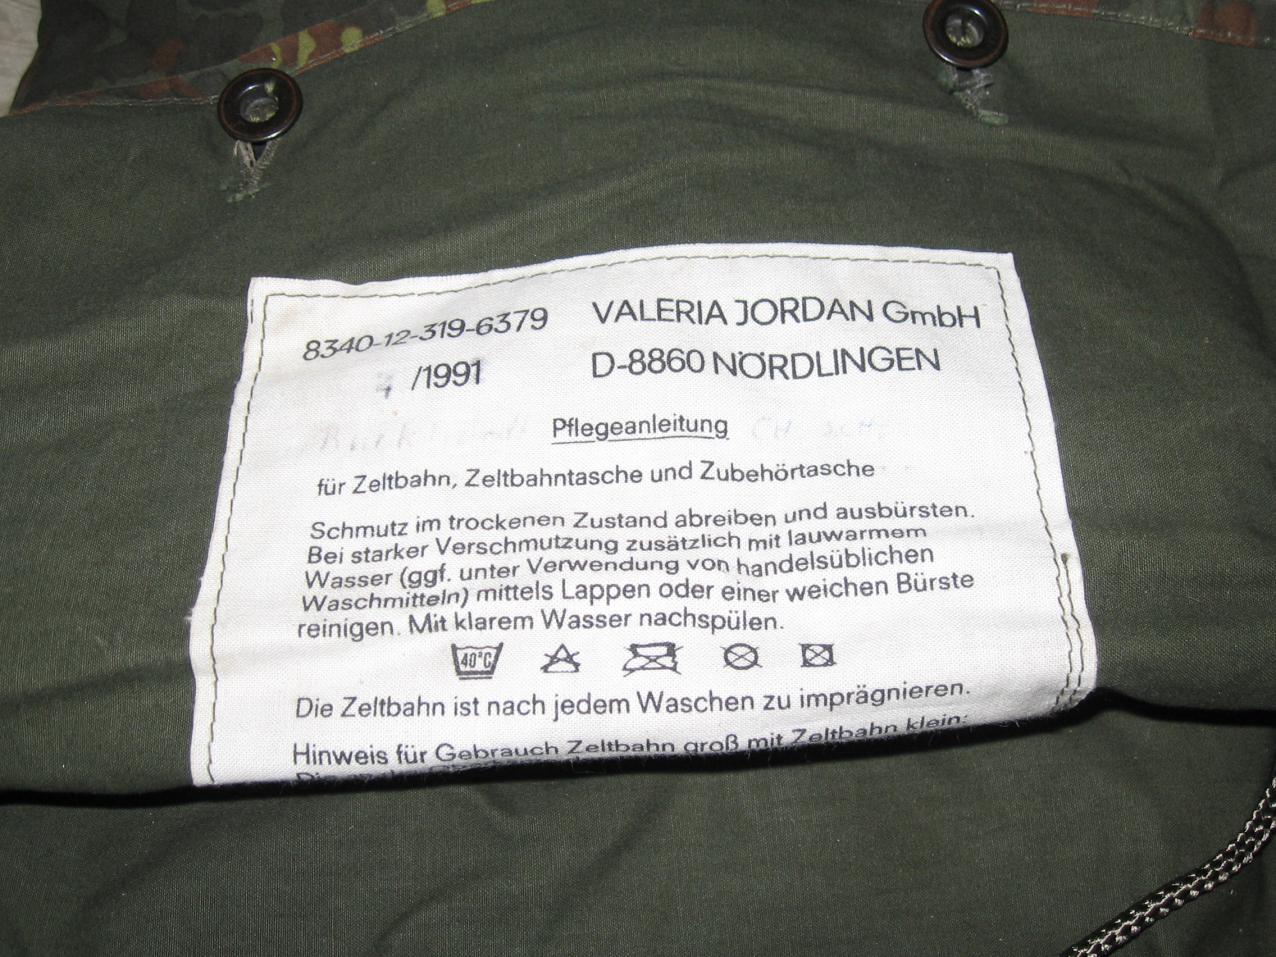 8340-12-319-6379
VALERIA JORDAN GmbH
/1991
D-8860 NÖRDLINGEN
Pflegeanleitung
für Zeltbahn, Zeltbahntasche und Zubehörtasche
Schmutz im trockenen Zustand abreiben und ausbürsten.
Bei starker Verschmutzung zusätzlich mit lauwarmem
Wasser (ggf. unter Verwendung von handelsüblichen
Waschmitteln) mittels Lappen oder einer weichen Bürste
reinigen. Mit klarem Wasser nachspülen.
40°C
Die Zeltbahn ist nach jedem Waschen zu imprägnieren.
Hinweis für Gebrauch Zeltbahn groß mit Zeltbahn klein: